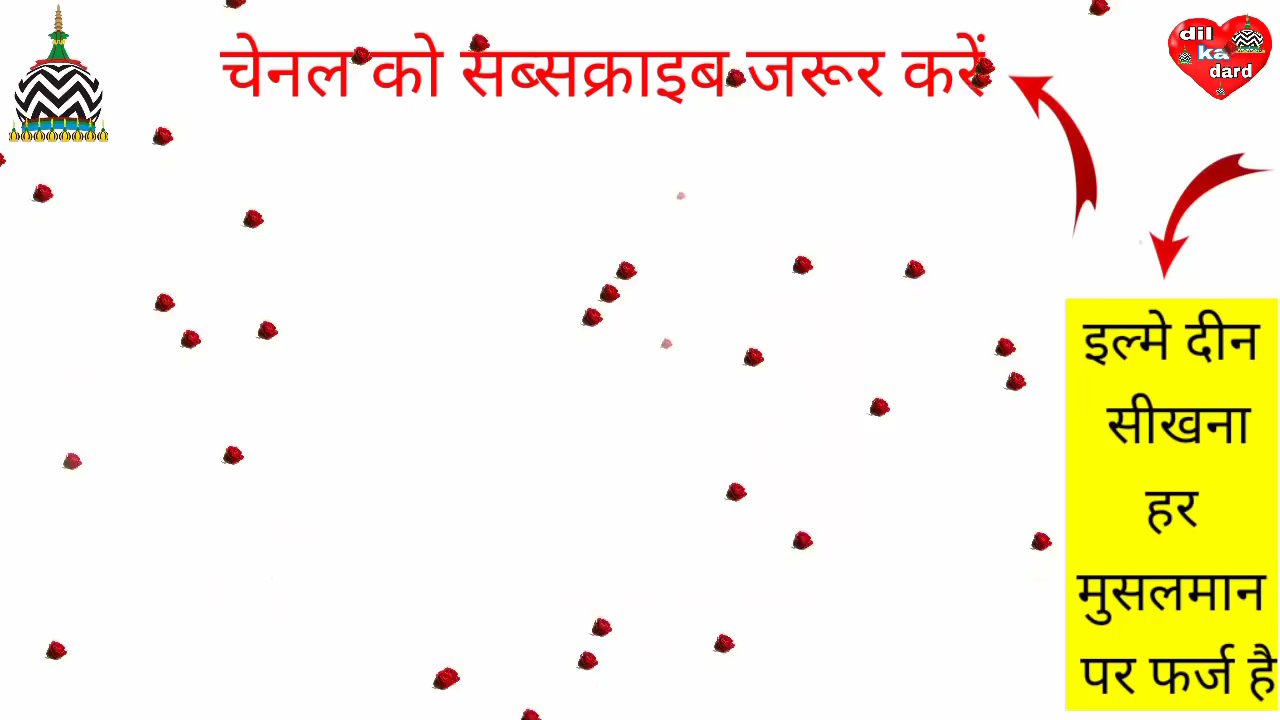 चेनल को सब्सक्राइब जरूर करें
dil
ka
dard
इल्मे दीन
सीखना
हर
मुसलमान
पर फर्ज है